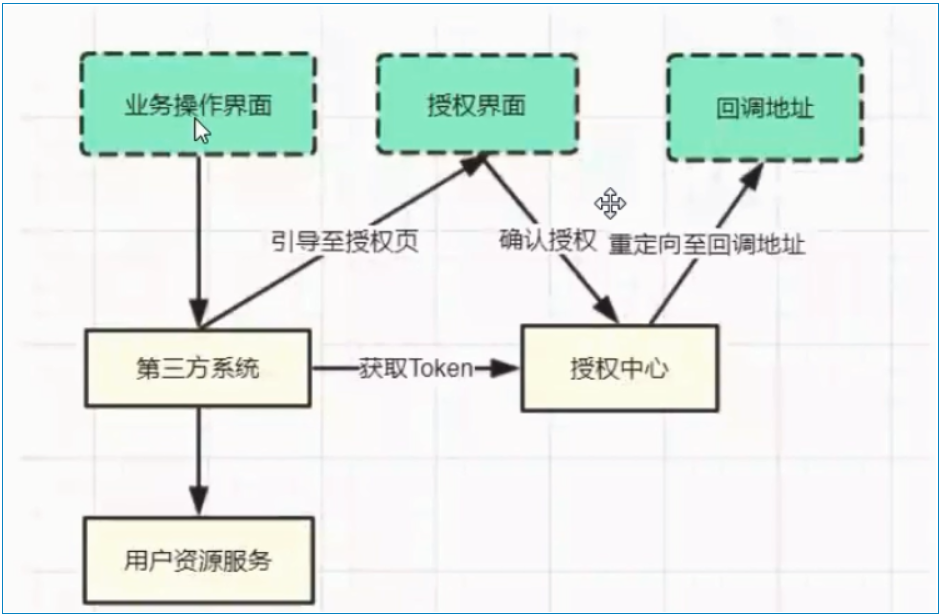 业务操作界面
授权界面
回调地址
引导至授权页
确认授权
重定向至回调地址
第三方系统
获取Token
授权中心
用户资源服务